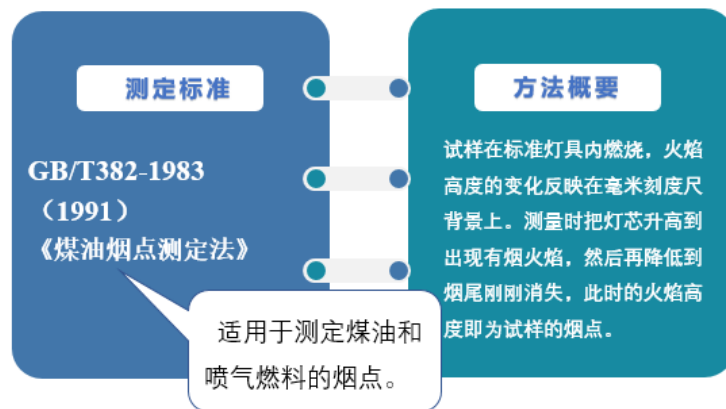 测定标准
GB/T382-1983
（1991）
《煤油烟点测定法》
适用于测定煤油和
喷气燃料的烟点。
方法概要
试样在标准灯具内燃烧，火焰
高度的变化反映在毫米刻度尺
背景上。测量时把灯芯升高到
出现有烟火焰，然后再降低到
烟尾刚刚消失，此时的火焰高
度即为试样的烟点。